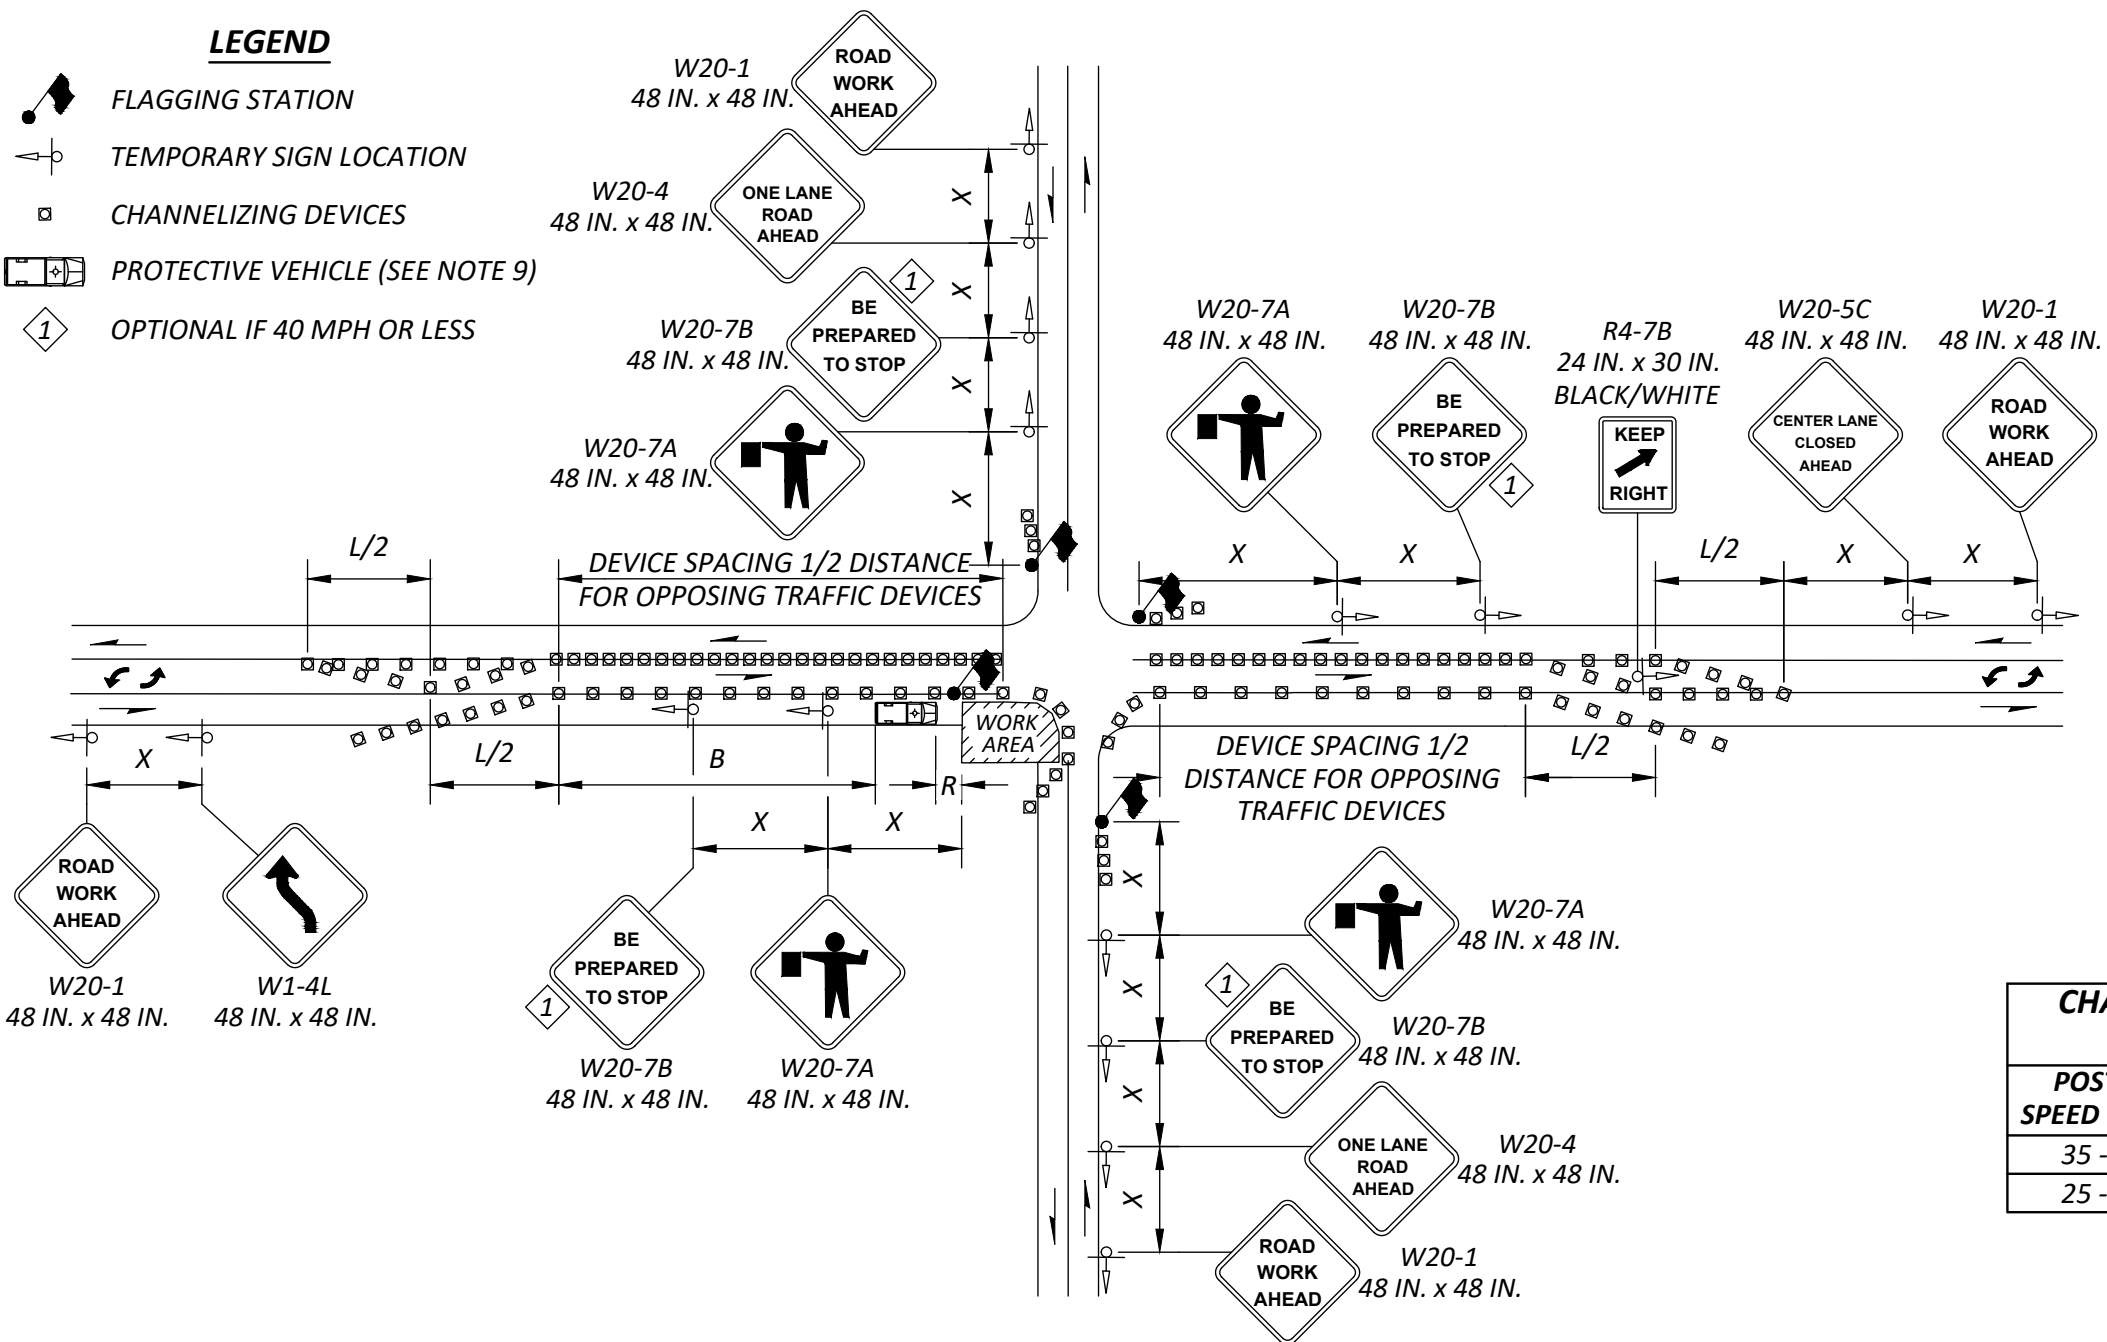 LEGEND
FLAGGING STATION
TEMPORARY SIGN LOCATION
CHANNELIZING DEVICES
PROTECTIVE VEHICLE (SEE NOTE 9)
1
OPTIONAL IF 40 MPH OR LESS
W20-1
48 IN. x 48 IN.
ROAD
WORK
AHEAD
W20-4
48 IN. x 48 IN.
ONE LANE
ROAD
AHEAD
X
W20-7B
48 IN. x 48 IN.
BE
PREPARED
TO STOP
1
X
W20-7A
48 IN. x 48 IN.
X
X
W20-7A
48 IN. x 48 IN.
W20-7B
48 IN. x 48 IN.
BE
PREPARED
TO STOP
1
R4-7B
24 IN. x 30 IN.
BLACK/WHITE
KEEP
RIGHT
W20-5C
48 IN. x 48 IN.
CENTER LANE
CLOSED
AHEAD
W20-1
48 IN. x 48 IN.
ROAD
WORK
AHEAD
L/2
DEVICE SPACING 1/2 DISTANCE
FOR OPPOSING TRAFFIC DEVICES
X
X
L/2
X
X
WORK
AREA
X
L/2
B
R
X
X
DEVICE SPACING 1/2
DISTANCE FOR OPPOSING
TRAFFIC DEVICES
L/2
ROAD
WORK
AHEAD
W20-1
48 IN. x 48 IN.
W1-4L
48 IN. x 48 IN.
BE
PREPARED
TO STOP
1
W20-7B
48 IN. x 48 IN.
W20-7A
48 IN. x 48 IN.
X
W20-7A
48 IN. x 48 IN.
X
1
BE
PREPARED
TO STOP
W20-7B
48 IN. x 48 IN.
X
ONE LANE
ROAD
AHEAD
W20-4
48 IN. x 48 IN.
X
ROAD
WORK
AHEAD
W20-1
48 IN. x 48 IN.
CHA
POST
SPEED
35 -
25 -